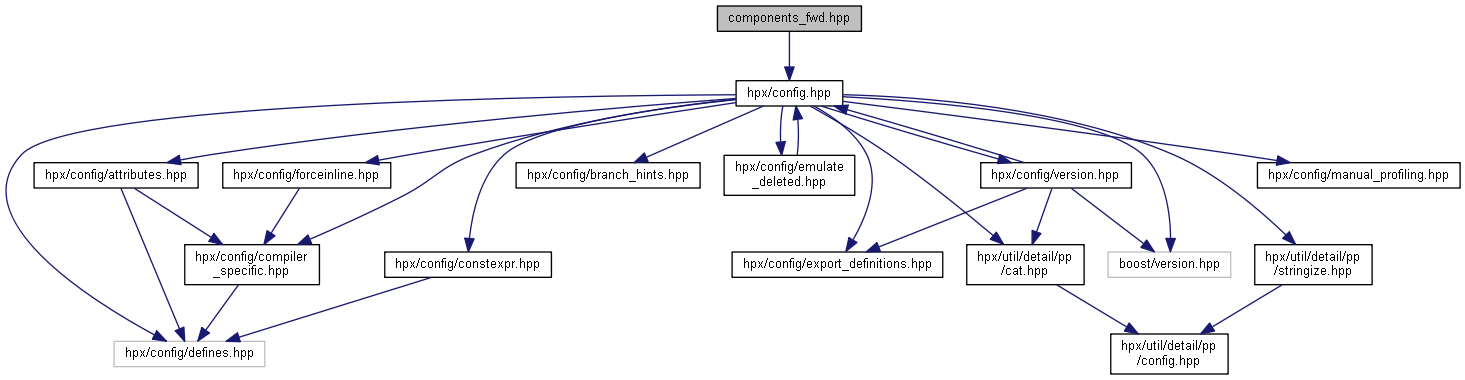 components_fwd.hpp
hpx/config.hpp
hpx/config/attributes.hpp
hpx/config/forceinline.hpp
hpx/config/branch_hints.hpp
hpx/config/emulate
_deleted.hpp
hpx/config/version.hpp
hpx/config/manual_profiling.hpp
hpx/config/compiler
_specific.hpp
hpx/config/constexpr.hpp
hpx/config/export_definitions.hpp
hpx/util/detail/pp
/cat.hpp
boost/version.hpp
hpx/util/detail/pp
/stringize.hpp
hpx/config/defines.hpp
hpx/util/detail/pp
/config.hpp